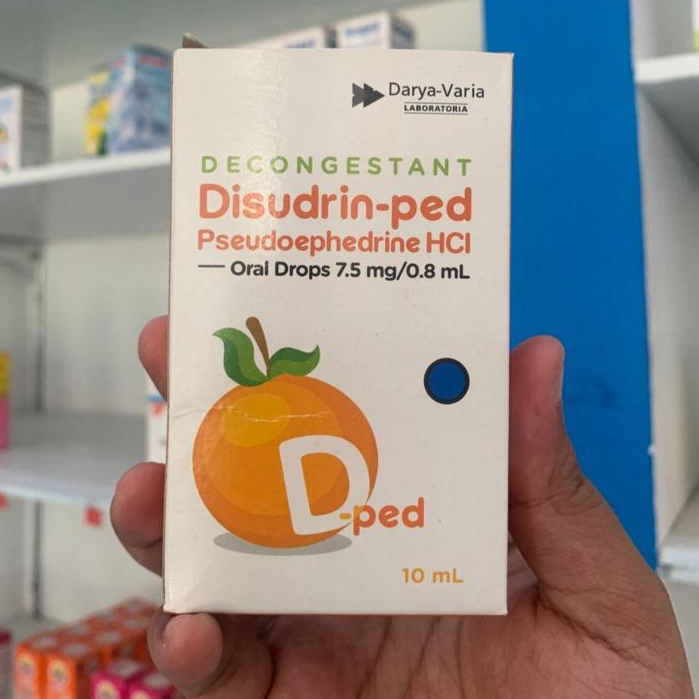 Darya-Varia
LABORATORIA
DECONGESTANT
Disudrin-ped
Pseudoephedrine HCl
Oral Drops 7.5 mg/0.8 mL
D-ped
10 mL